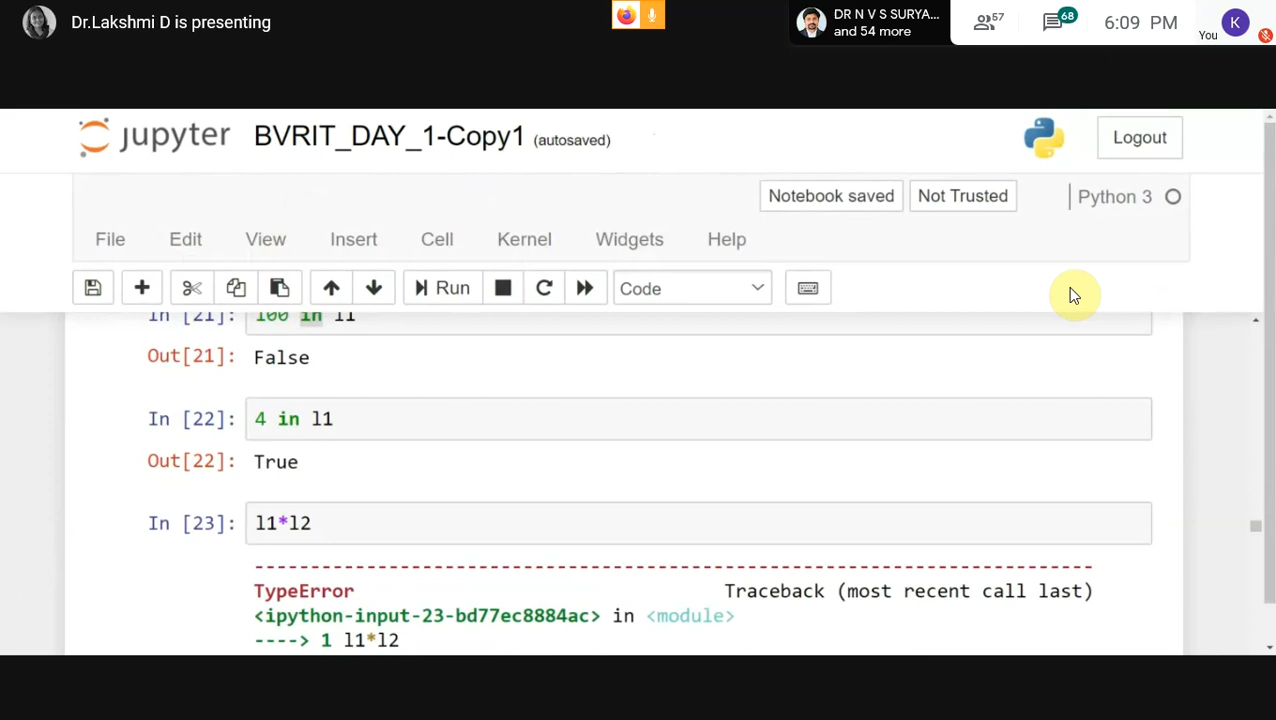 Dr.Lakshmi D is presenting
DR N V S SURYA...
and 54 more
57
68
6:09 PM
You
K
jupyter BVRIT_DAY_1-Copy1 (autosaved)
Logout
Notebook saved
Not Trusted
Python 3
File Edit View Insert Cell Kernel Widgets Help
Run
Code
In [21]: 100 in l1
Out[21]: False
In [22]: 4 in l1
Out[22]: True
In [23]: l1*l2
---------------------------------------------------------------------------
TypeError Traceback (most recent call last)
<ipython-input-23-bd77ec8884ac> in <module>
----> 1 l1*l2